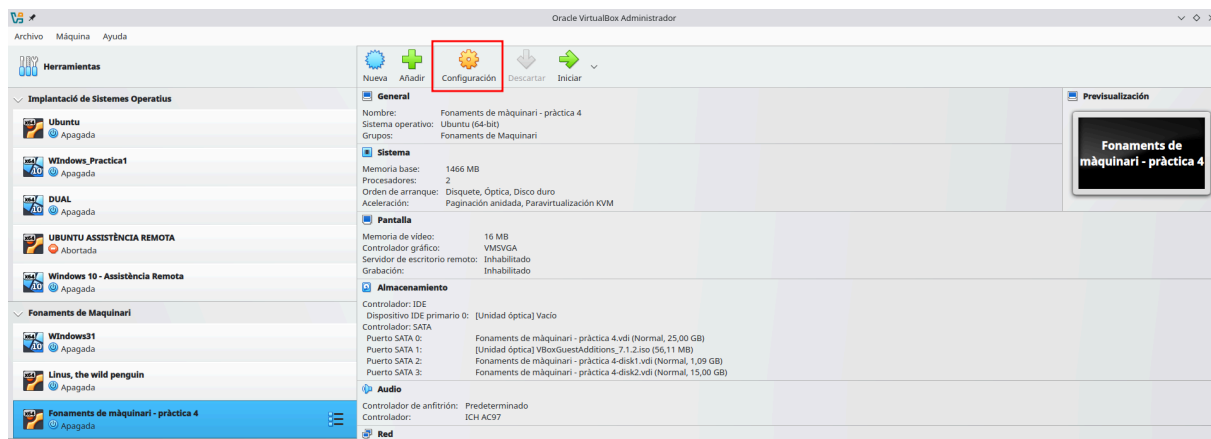 Oracle VirtualBox Administrador
Archivo Máquina Ayuda
Herramientas
Nueva Añadir Configuración Descartar Iniciar
Implantació de Sistemes Operatius
Ubuntu
Apagada
WIndows_Practica1
Apagada
DUAL
Apagada
UBUNTU ASSISTÈNCIA REMOTA
Abortada
Windows 10 - Assistència Remota
Apagada
Fonaments de Maquinari
WIndows31
Apagada
Linus, the wild penguin
Apagada
Fonaments de màquinari - pràctica 4
Apagada
General
Nombre: Fonaments de màquinari - pràctica 4
Sistema operativo: Ubuntu (64-bit)
Grupos: Fonaments de Maquinari
Sistema
Memoria base: 1466 MB
Procesadores: 2
Orden de arranque: Disquete, Óptica, Disco duro
Aceleración: Paginación anidada, Paravirtualización KVM
Pantalla
Memoria de vídeo: 16 MB
Controlador gráfico: VMSVGA
Servidor de escritorio remoto: Inhabilitado
Grabación: Inhabilitado
Almacenamiento
Controlador: IDE
Dispositivo IDE primario 0: [Unidad óptica] Vacío
Controlador: SATA
Puerto SATA 0: Fonaments de màquinari - pràctica 4.vdi (Normal, 25,00 GB)
Puerto SATA 1: [Unidad óptica] VBoxGuestAdditions_7.1.2.iso (56,11 MB)
Puerto SATA 2: Fonaments de màquinari - pràctica 4-disk1.vdi (Normal, 1,09 GB)
Puerto SATA 3: Fonaments de màquinari - pràctica 4-disk2.vdi (Normal, 15,00 GB)
Audio
Controlador de anfitrión: Predeterminado
Controlador: ICH AC97
Red
Previsualización
Fonaments de
màquinari - pràctica 4